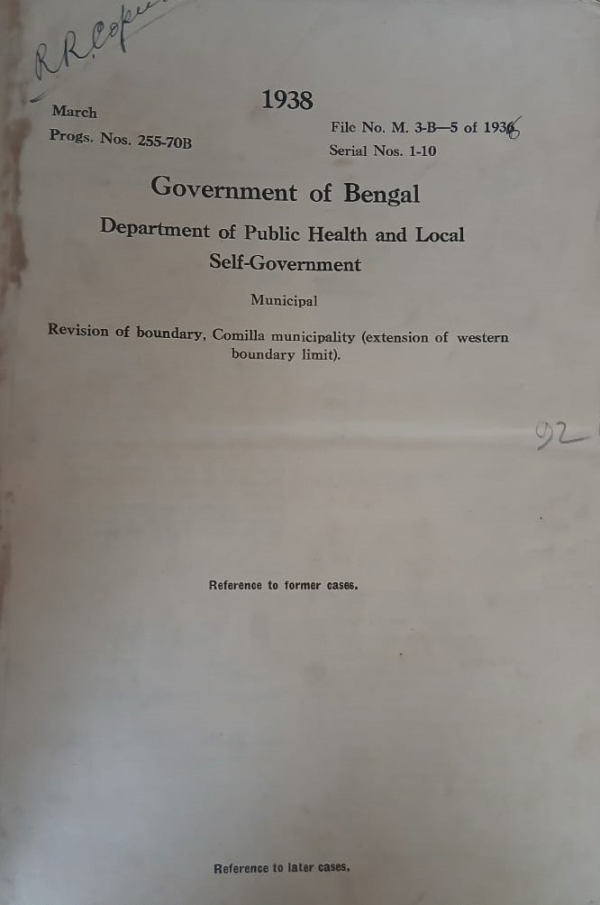 R.R. Copy
1938
March
File No. M. 3-B—5 of 1936
Progs. Nos. 255-70B
Serial Nos. 1-10
Government of Bengal
Department of Public Health and Local
Self-Government
Municipal
Revision of boundary, Comilla municipality (extension of western
boundary limit).
92
Reference to former cases.
Reference to later cases.